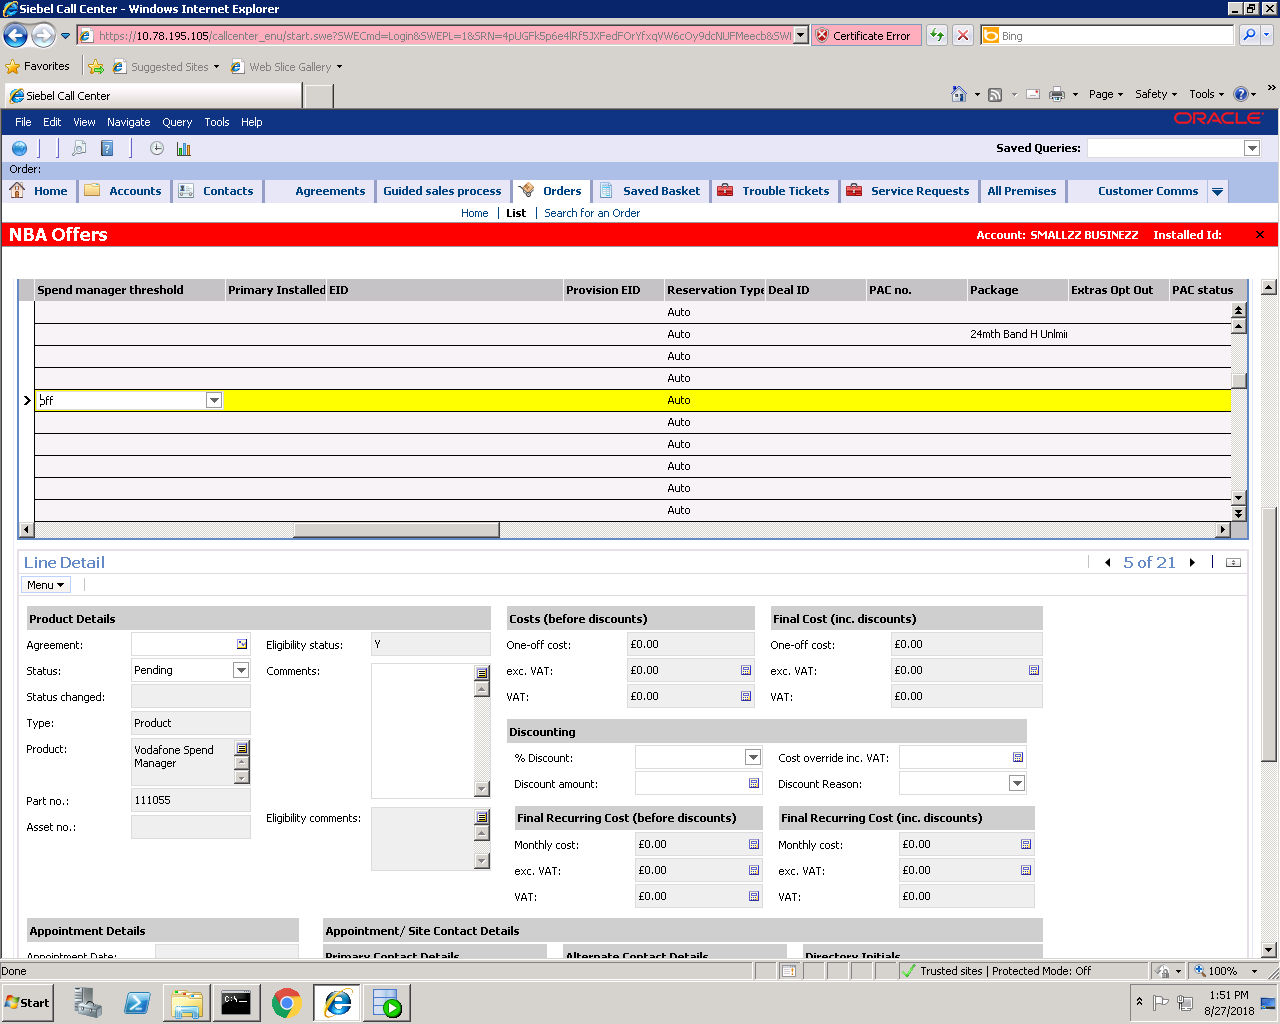 Siebel Call Center - Windows Internet Explorer
https://10.78.195.105/callcenter_enu/start.swe?SWECmd=Login&SWEPL=1&SRN=4pUGFk5p6e4lRf5JXFedFOrYfxqVW6cOy9dcNUFMeecb&SWI
Certificate Error
Bing
Favorites
Suggested Sites
Web Slice Gallery
Siebel Call Center
Page
Safety
Tools
File Edit View Navigate Query Tools Help
ORACLE
Saved Queries:
Order:
Home
Accounts
Contacts
Agreements
Guided sales process
Orders
Saved Basket
Trouble Tickets
Service Requests
All Premises
Customer Comms
Home | List | Search for an Order
NBA Offers
Account: SMALLZZ BUSINEZZ Installed Id:
Spend manager threshold Primary Installed EID Provision EID Reservation Type Deal ID PAC no. Package Extras Opt Out PAC status
Auto
Auto 24mth Band H Unlmi
Auto
Auto
Off Auto
Auto
Auto
Auto
Auto
Auto
Line Detail
5 of 21
Menu
Product Details
Costs (before discounts)
Final Cost (inc. discounts)
Agreement:
Eligibility status: Y
One-off cost: £0.00
One-off cost: £0.00
Status: Pending
Comments:
exc. VAT: £0.00
exc. VAT: £0.00
Status changed:
VAT: £0.00
VAT: £0.00
Type: Product
Discounting
Product: Vodafone Spend
Manager
% Discount:
Cost override inc. VAT:
Discount amount:
Discount Reason:
Part no.: 111055
Asset no.:
Eligibility comments:
Final Recurring Cost (before discounts)
Final Recurring Cost (inc. discounts)
Monthly cost: £0.00
Monthly cost: £0.00
exc. VAT: £0.00
exc. VAT: £0.00
VAT: £0.00
VAT: £0.00
Appointment Details
Appointment/ Site Contact Details
Appointment Date:
Primary Contact Details
Alternate Contact Details
Directory Initials
Done
Trusted sites | Protected Mode: Off
100%
Start
1:51 PM
8/27/2018